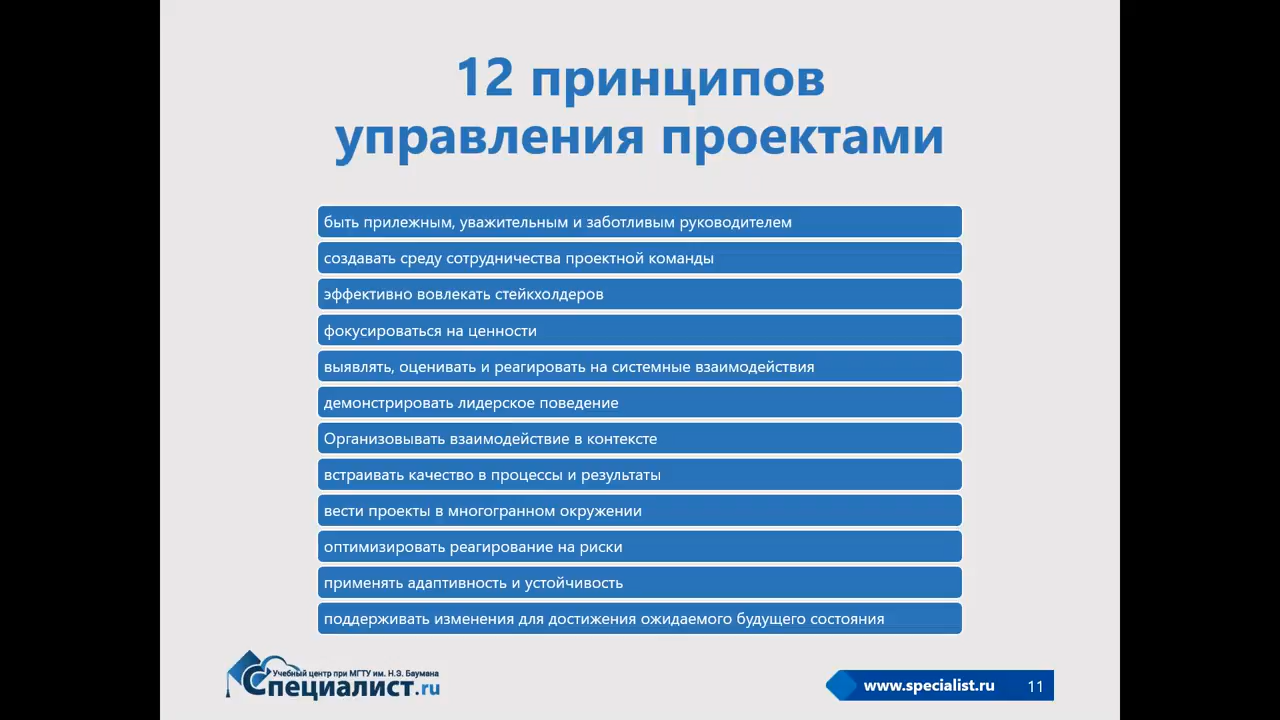 12 принципов
управления проектами
быть прилежным, уважительным и заботливым руководителем
создавать среду сотрудничества проектной команды
эффективно вовлекать стейкхолдеров
фокусироваться на ценности
выявлять, оценивать и реагировать на системные взаимодействия
демонстрировать лидерское поведение
Организовывать взаимодействие в контексте
встраивать качество в процессы и результаты
вести проекты в многогранном окружении
оптимизировать реагирование на риски
применять адаптивность и устойчивость
поддерживать изменения для достижения ожидаемого будущего состояния
Учебный центр при МГТУ им. Н.Э. Баумана
Специалист.ru
www.specialist.ru 11